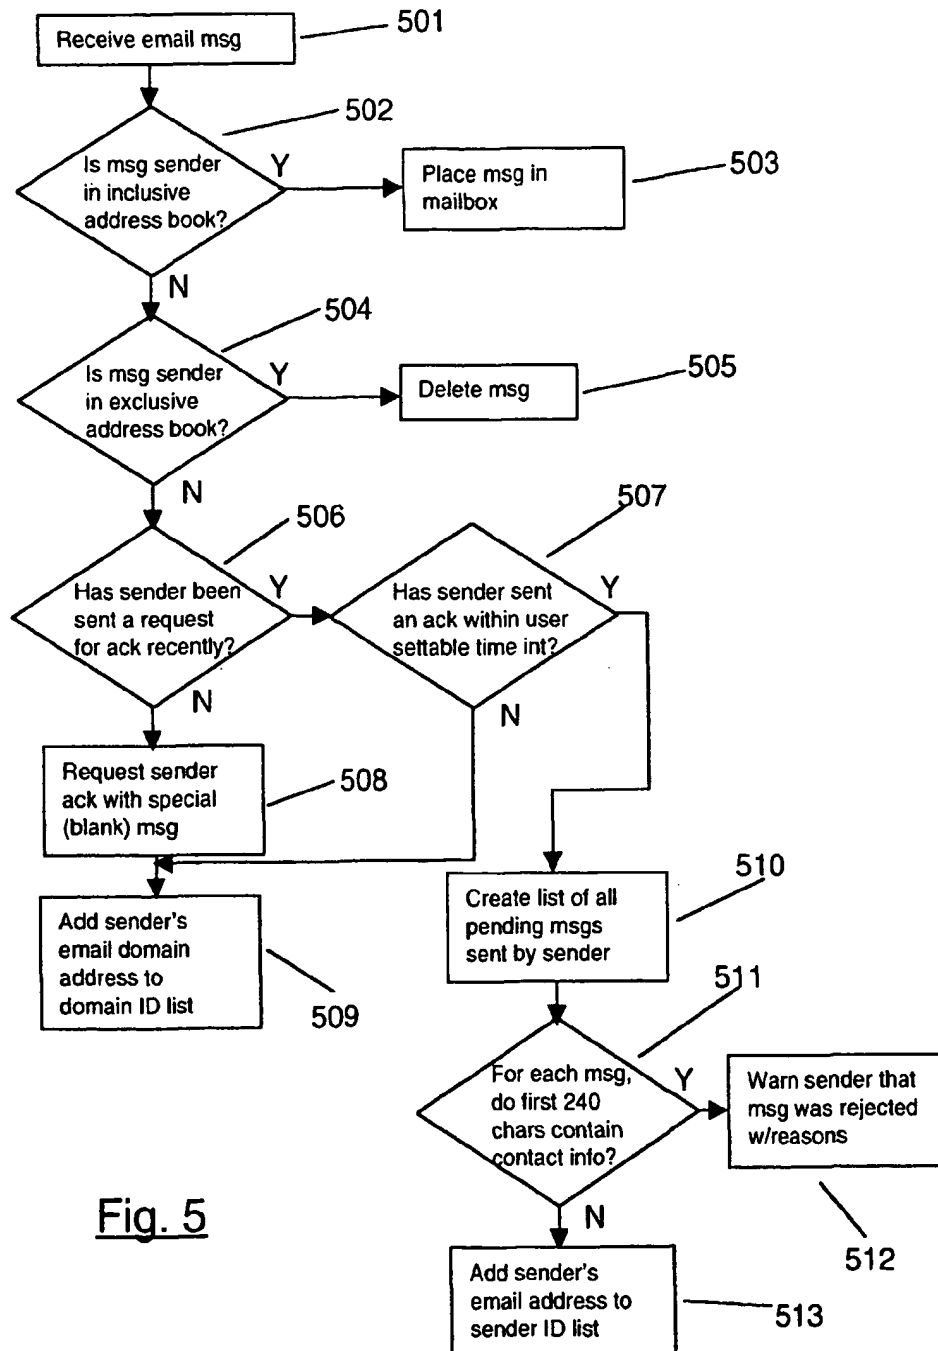 Receive email msg
501
502
Is msg sender
in inclusive
address book?
Y
Place msg in
mailbox
503
N
504
Is msg sender
in exclusive
address book?
Y
Delete msg
505
N
506
Has sender been
sent a request
for ack recently?
Y
507
Has sender sent
an ack within user
settable time int?
Y
N
N
Request sender
ack with special
(blank) msg
508
Add sender's
email domain
address to
domain ID list
509
Create list of all
pending msgs
sent by sender
510
511
For each msg,
do first 240
chars contain
contact info?
Y
Warn sender that
msg was rejected
w/reasons
512
N
Add sender's
email address to
sender ID list
513
Fig. 5